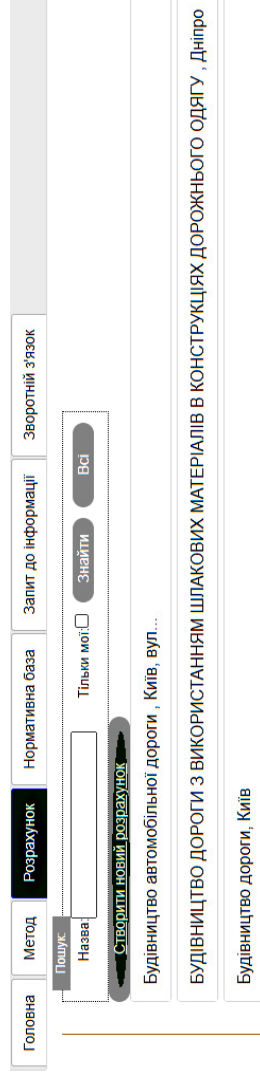 Головна Метод Розрахунок Нормативна база Запит до інформації Зворотній з'язок
Пошук:
Назва: Тільки мої: Знайти Всі
Створити новий розрахунок
Будівництво автомобільної дороги , Київ, вул...
БУДІВНИЦТВО ДОРОГИ З ВИКОРИСТАННЯМ ШЛАКОВИХ МАТЕРІАЛІВ В КОНСТРУКЦІЯХ ДОРОЖНЬОГО ОДЯГУ , Дніпро
Будівництво дороги, Київ